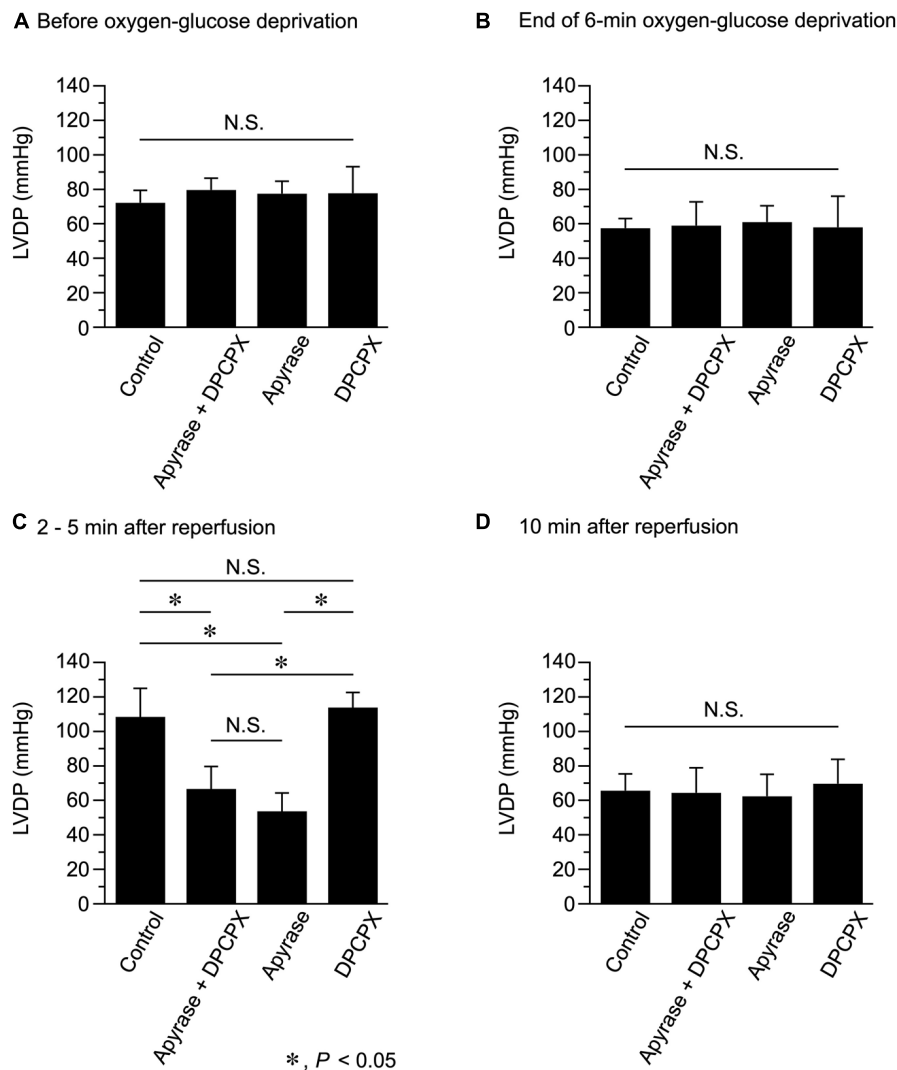 A Before oxygen-glucose deprivation
LVDP (mmHg)
140
120
100
80
60
40
20
0
N.S.
Control
Apyrase + DPCPX
Apyrase
DPCPX
B End of 6-min oxygen-glucose deprivation
LVDP (mmHg)
140
120
100
80
60
40
20
0
N.S.
Control
Apyrase + DPCPX
Apyrase
DPCPX
C 2 - 5 min after reperfusion
N.S.
* *
*
*
N.S.
LVDP (mmHg)
140
120
100
80
60
40
20
0
Control
Apyrase + DPCPX
Apyrase
DPCPX
*, P < 0.05
D 10 min after reperfusion
LVDP (mmHg)
140
120
100
80
60
40
20
0
N.S.
Control
Apyrase + DPCPX
Apyrase
DPCPX